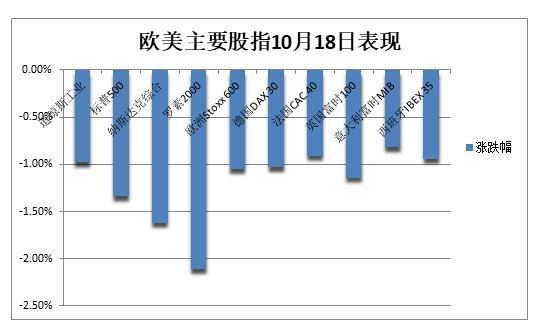 欧美主要股指10月18日表现
0.00%
-0.50%
-1.00%
-1.50%
-2.00%
-2.50%
道琼斯工业
标普500
纳斯达克综合
罗素2000
欧洲Stoxx600
德国DAX30
法国CAC40
英国富时100
意大利富时MIB
西班牙IBEX35
涨跌幅